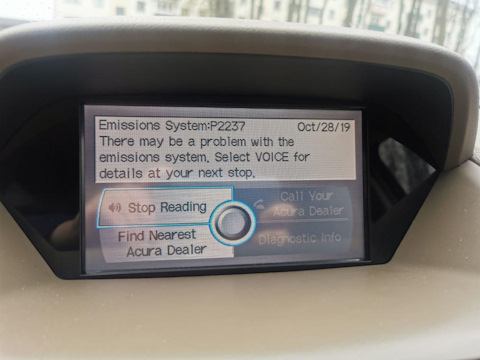 Emissions System:P2237 Oct/28/19
There may be a problem with the
emissions system. Select VOICE for
details at your next stop.
Stop Reading
Call Your
Acura Dealer
Find Nearest
Acura Dealer
Diagnostic Info